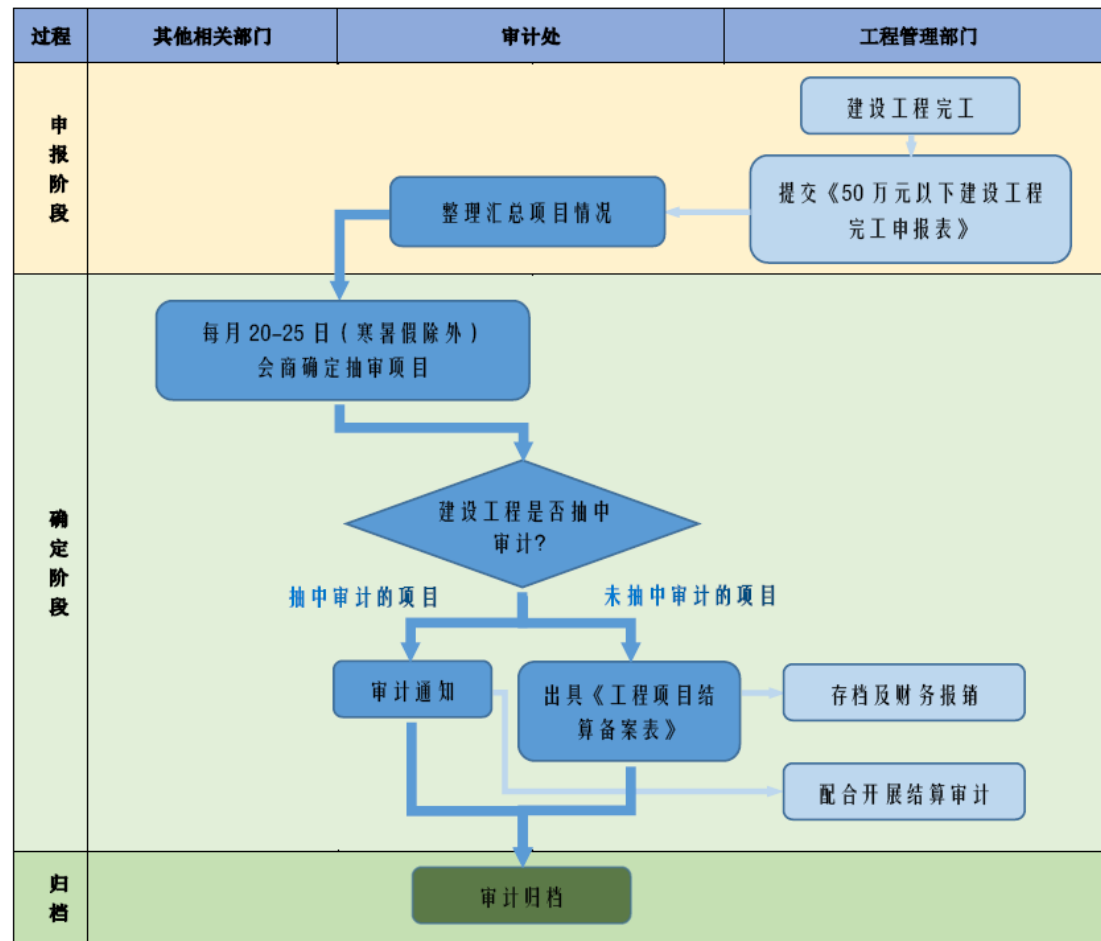 过程
其他相关部门
审计处
工程管理部门
申报阶段
建设工程完工
提交《50万元以下建设工程
完工申报表》
整理汇总项目情况
确定阶段
每月20-25日（寒暑假除外）
会商确定抽审项目
建设工程是否抽中
审计？
抽中审计的项目
未抽中审计的项目
审计通知
出具《工程项目结
算备案表》
存档及财务报销
配合开展结算审计
归档
审计归档